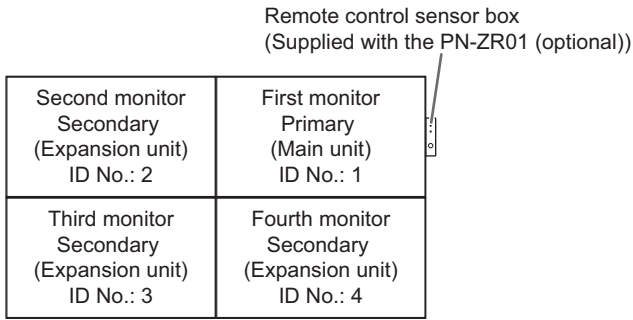 Remote control sensor box
(Supplied with the PN-ZR01 (optional))
Second monitor
Secondary
(Expansion unit)
ID No.: 2
First monitor
Primary
(Main unit)
ID No.: 1
Third monitor
Secondary
(Expansion unit)
ID No.: 3
Fourth monitor
Secondary
(Expansion unit)
ID No.: 4